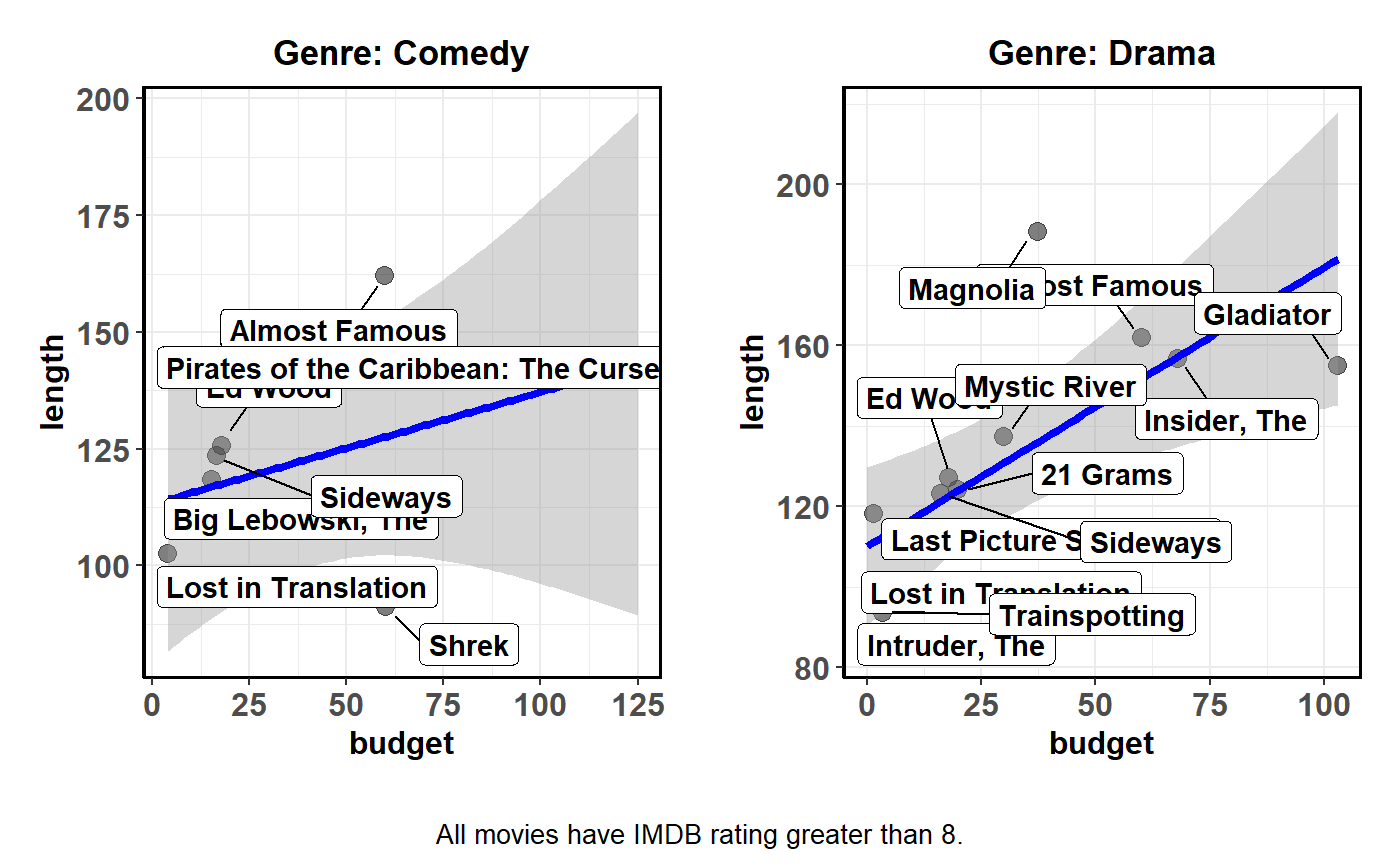 Genre: Comedy
200
175
150
125
100
length
Almost Famous
Pirates of the Caribbean: The Curse
Ed Wood
Sideways
Big Lebowski, The
Lost in Translation
Shrek
0 25 50 75 100 125
budget
Genre: Drama
200
160
120
80
length
Magnolia
ost Famous
Gladiator
Mystic River
Ed Wood
Insider, The
21 Grams
Last Picture S
Sideways
Lost in Translation
Trainspotting
Intruder, The
0 25 50 75 100
budget
All movies have IMDB rating greater than 8.